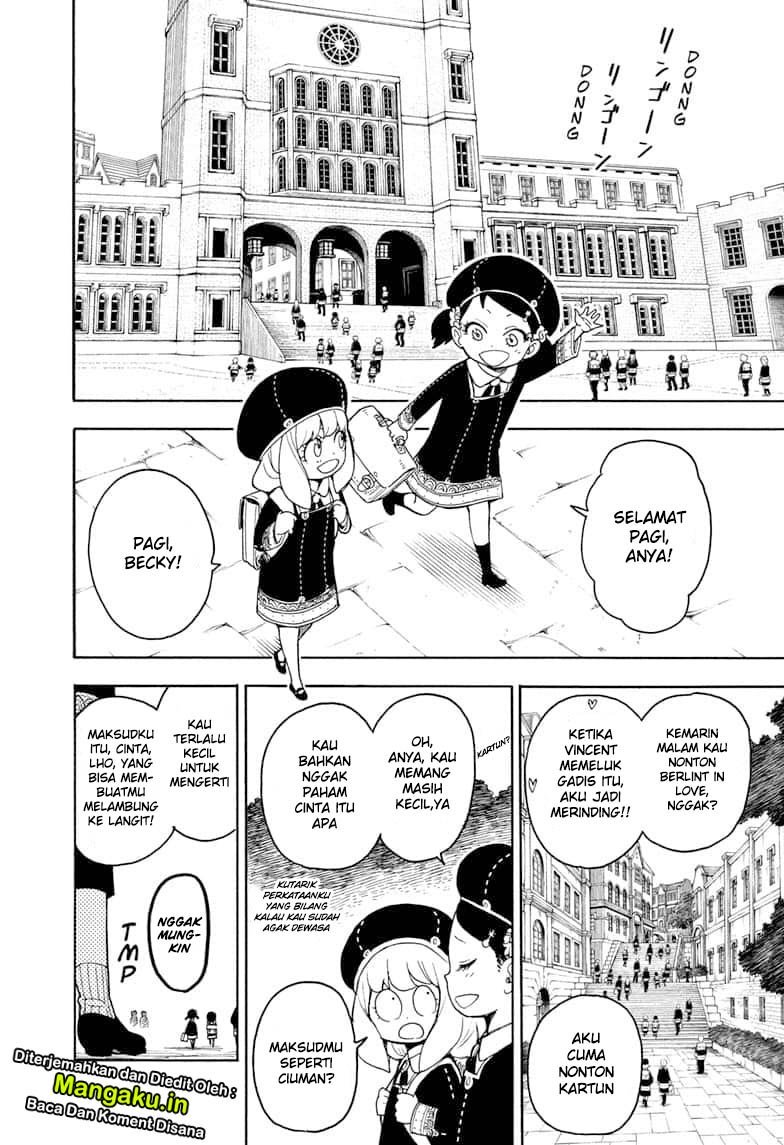 DONNG
リンゴーン
リンゴーン
DONNG
SELAMAT
PAGI,
ANYA!
PAGI,
BECKY!
KEMARIN
MALAM KAU
NONTON
BERLINT IN
LOVE,
NGGAK?
KETIKA
VINCENT
MEMELUK
GADIS ITU,
AKU JADI
MERINDING!!
AKU
CUMA
NONTON
KARTUN
KARTUN?
OH,
ANYA, KAU
MEMANG
MASIH
KECIL,YA
KAU
BAHKAN
NGGAK
PAHAM
CINTA ITU
APA
KUTARIK
PERKATAANKU
YANG BILANG
KALAU KAU SUDAH
AGAK DEWASA
MAKSUDMU
SEPERTI
CIUMAN?
KAU
TERLALU
KECIL
UNTUK
MENGERTI
MAKSUDKU
ITU, CINTA,
LHO, YANG
BISA MEM-
BUATMU
MELAMBUNG
KE LANGIT!
NGGAK
MUNG-
KIN
TMP
Diterjemahkan dan Diedit Oleh :
Mangaku.in
Baca Dan Koment Disana